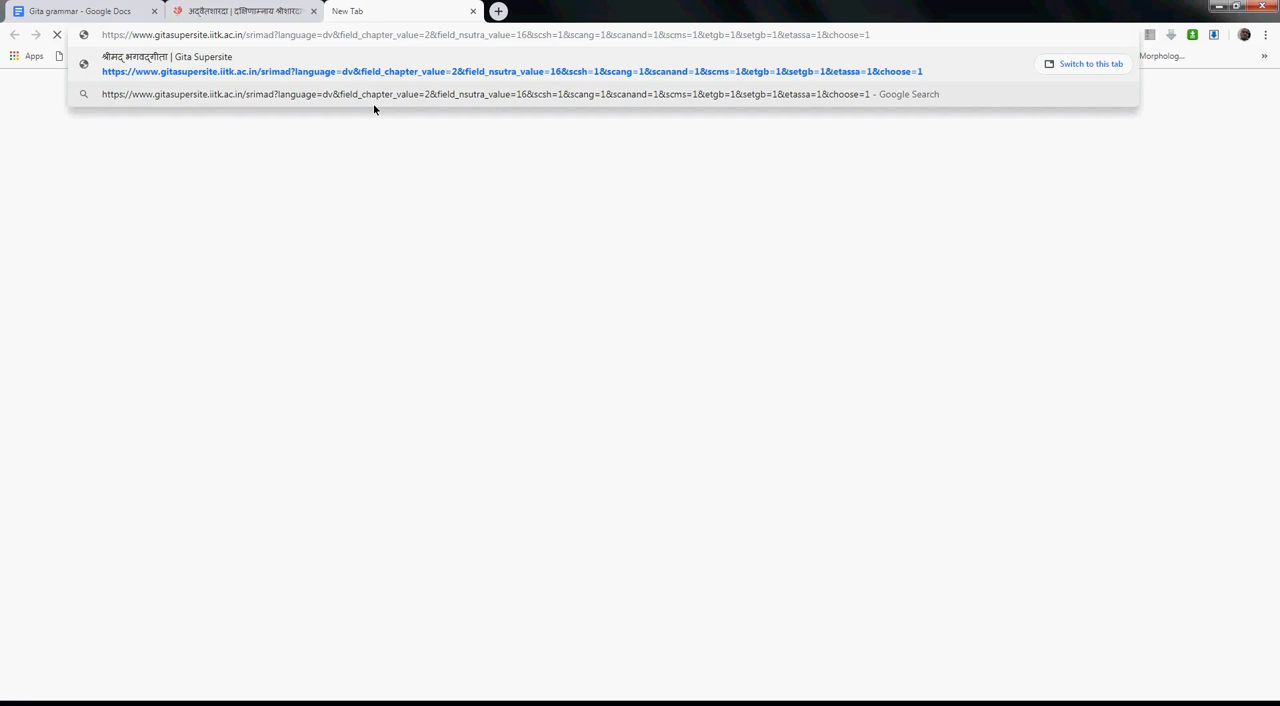 Gita grammar - Google Docs
अद्वैतशारदा | दक्षिणाम्नाय श्रीशारदा
New Tab
https://www.gitasupersite.iitk.ac.in/srimad?language=dv&field_chapter_value=2&field_nsutra_value=16&scsh=1&scang=1&scanand=1&scms=1&etgb=1&setgb=1&etassa=1&choose=1
Apps
Morpholog...
»
श्रीमद् भगवद्गीता | Gita Supersite
https://www.gitasupersite.iitk.ac.in/srimad?language=dv&field_chapter_value=2&field_nsutra_value=16&scsh=1&scang=1&scanand=1&scms=1&etgb=1&setgb=1&etassa=1&choose=1
Switch to this tab
https://www.gitasupersite.iitk.ac.in/srimad?language=dv&field_chapter_value=2&field_nsutra_value=16&scsh=1&scang=1&scanand=1&scms=1&etgb=1&setgb=1&etassa=1&choose=1 - Google Search